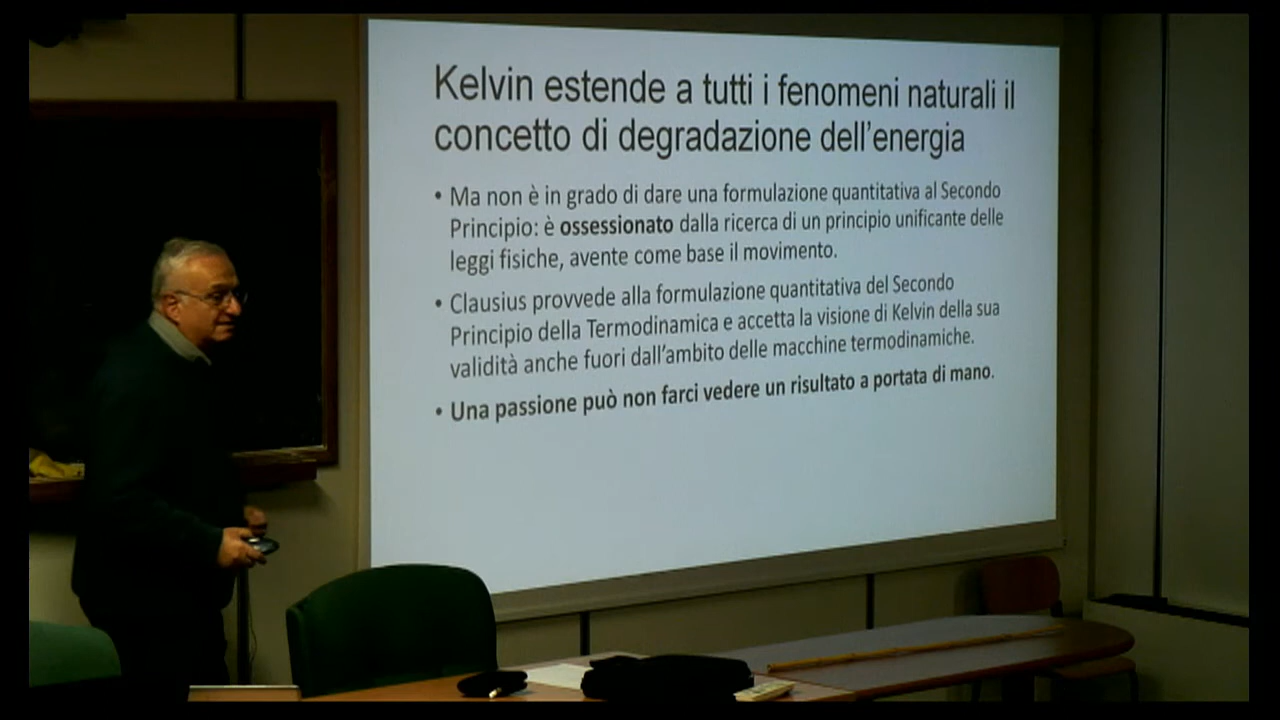 Kelvin estende a tutti i fenomeni naturali il
concetto di degradazione dell'energia
• Ma non è in grado di dare una formulazione quantitativa al Secondo
Principio: è ossessionato dalla ricerca di un principio unificante delle
leggi fisiche, avente come base il movimento.
• Clausius provvede alla formulazione quantitativa del Secondo
Principio della Termodinamica e accetta la visione di Kelvin della sua
validità anche fuori dall'ambito delle macchine termodinamiche.
• Una passione può non farci vedere un risultato a portata di mano.